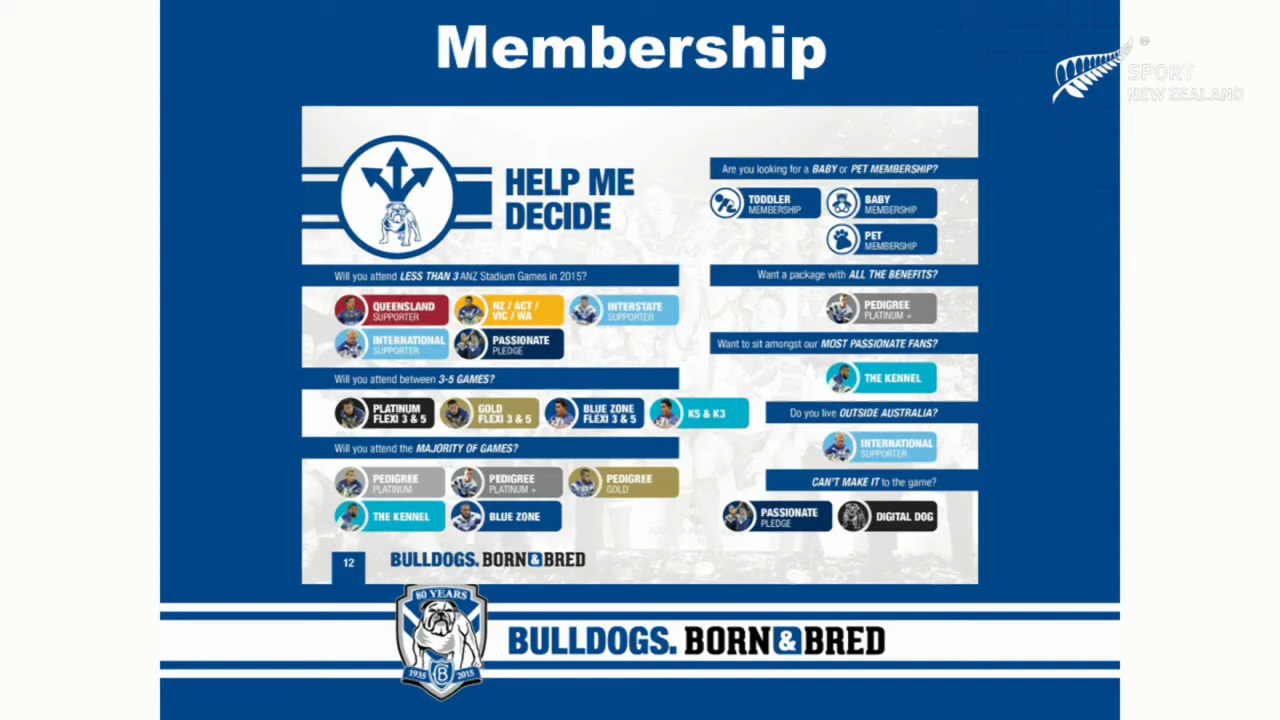 Membership
SPORT
NEW ZEALAND
HELP ME
DECIDE
Will you attend LESS THAN 3 ANZ Stadium Games in 2015?
QUEENSLAND
SUPPORTER
NZ / ACT /
VIC / WA
INTERSTATE
SUPPORTER
INTERNATIONAL
SUPPORTER
PASSIONATE
PLEDGE
Will you attend between 3-5 GAMES?
PLATINUM
FLEXI 3 & 5
GOLD
FLEXI 3 & 5
BLUE ZONE
FLEXI 3 & 5
K5 & K3
Will you attend the MAJORITY OF GAMES?
PEDIGREE
PLATINUM
PEDIGREE
PLATINUM +
PEDIGREE
GOLD
THE KENNEL
BLUE ZONE
Are you looking for a BABY or PET MEMBERSHIP?
TODDLER
MEMBERSHIP
BABY
MEMBERSHIP
PET
MEMBERSHIP
Want a package with ALL THE BENEFITS?
PEDIGREE
PLATINUM +
Want to sit amongst our MOST PASSIONATE FANS?
THE KENNEL
Do you live OUTSIDE AUSTRALIA?
INTERNATIONAL
SUPPORTER
CAN'T MAKE IT to the game?
PASSIONATE
PLEDGE
DIGITAL DOG
12
BULLDOGS. BORN & BRED
80 YEARS
1935 B 2015
BULLDOGS. BORN & BRED